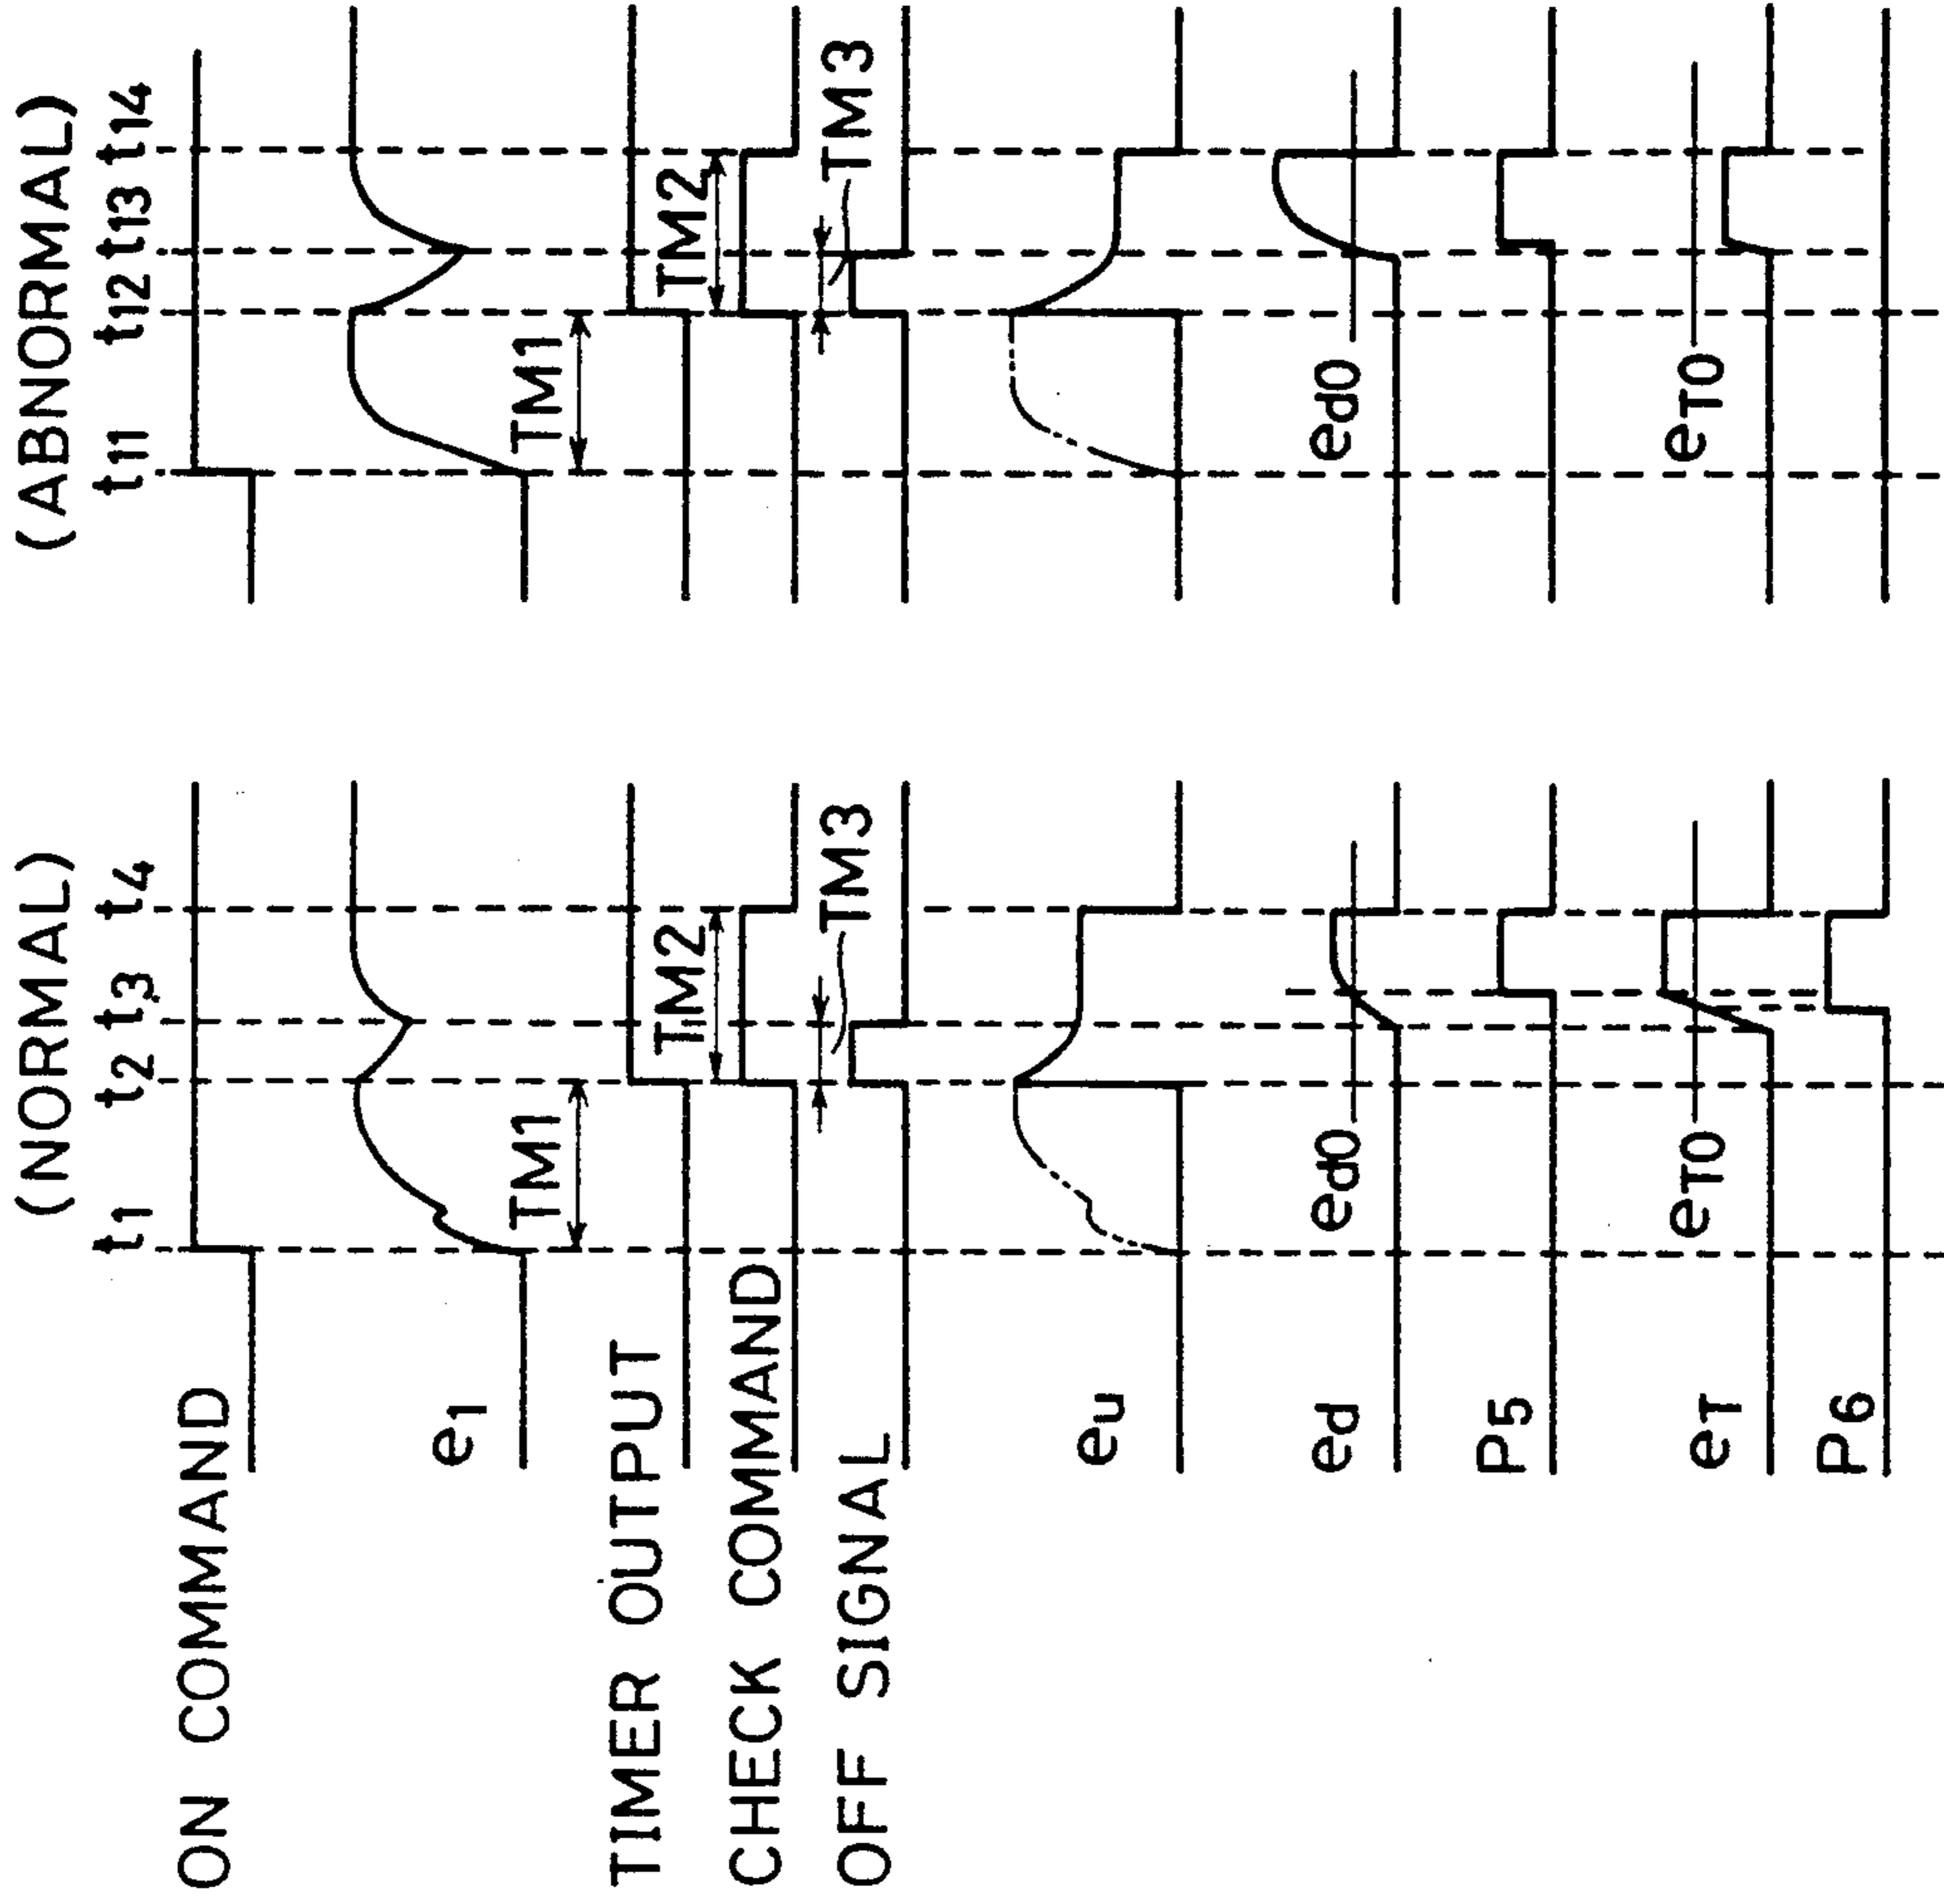 (NORMAL)
(ABNORMAL)
t1 t2 t3 t4
t11 t12 t13 t14
ON COMMAND
e1
TM1
TM1
TIMER OUTPUT
TM2
TM2
CHECK COMMAND
TM3
TM3
OFF SIGNAL
eu
ed
ed0
ed0
P5
eT
eT0
eT0
P6